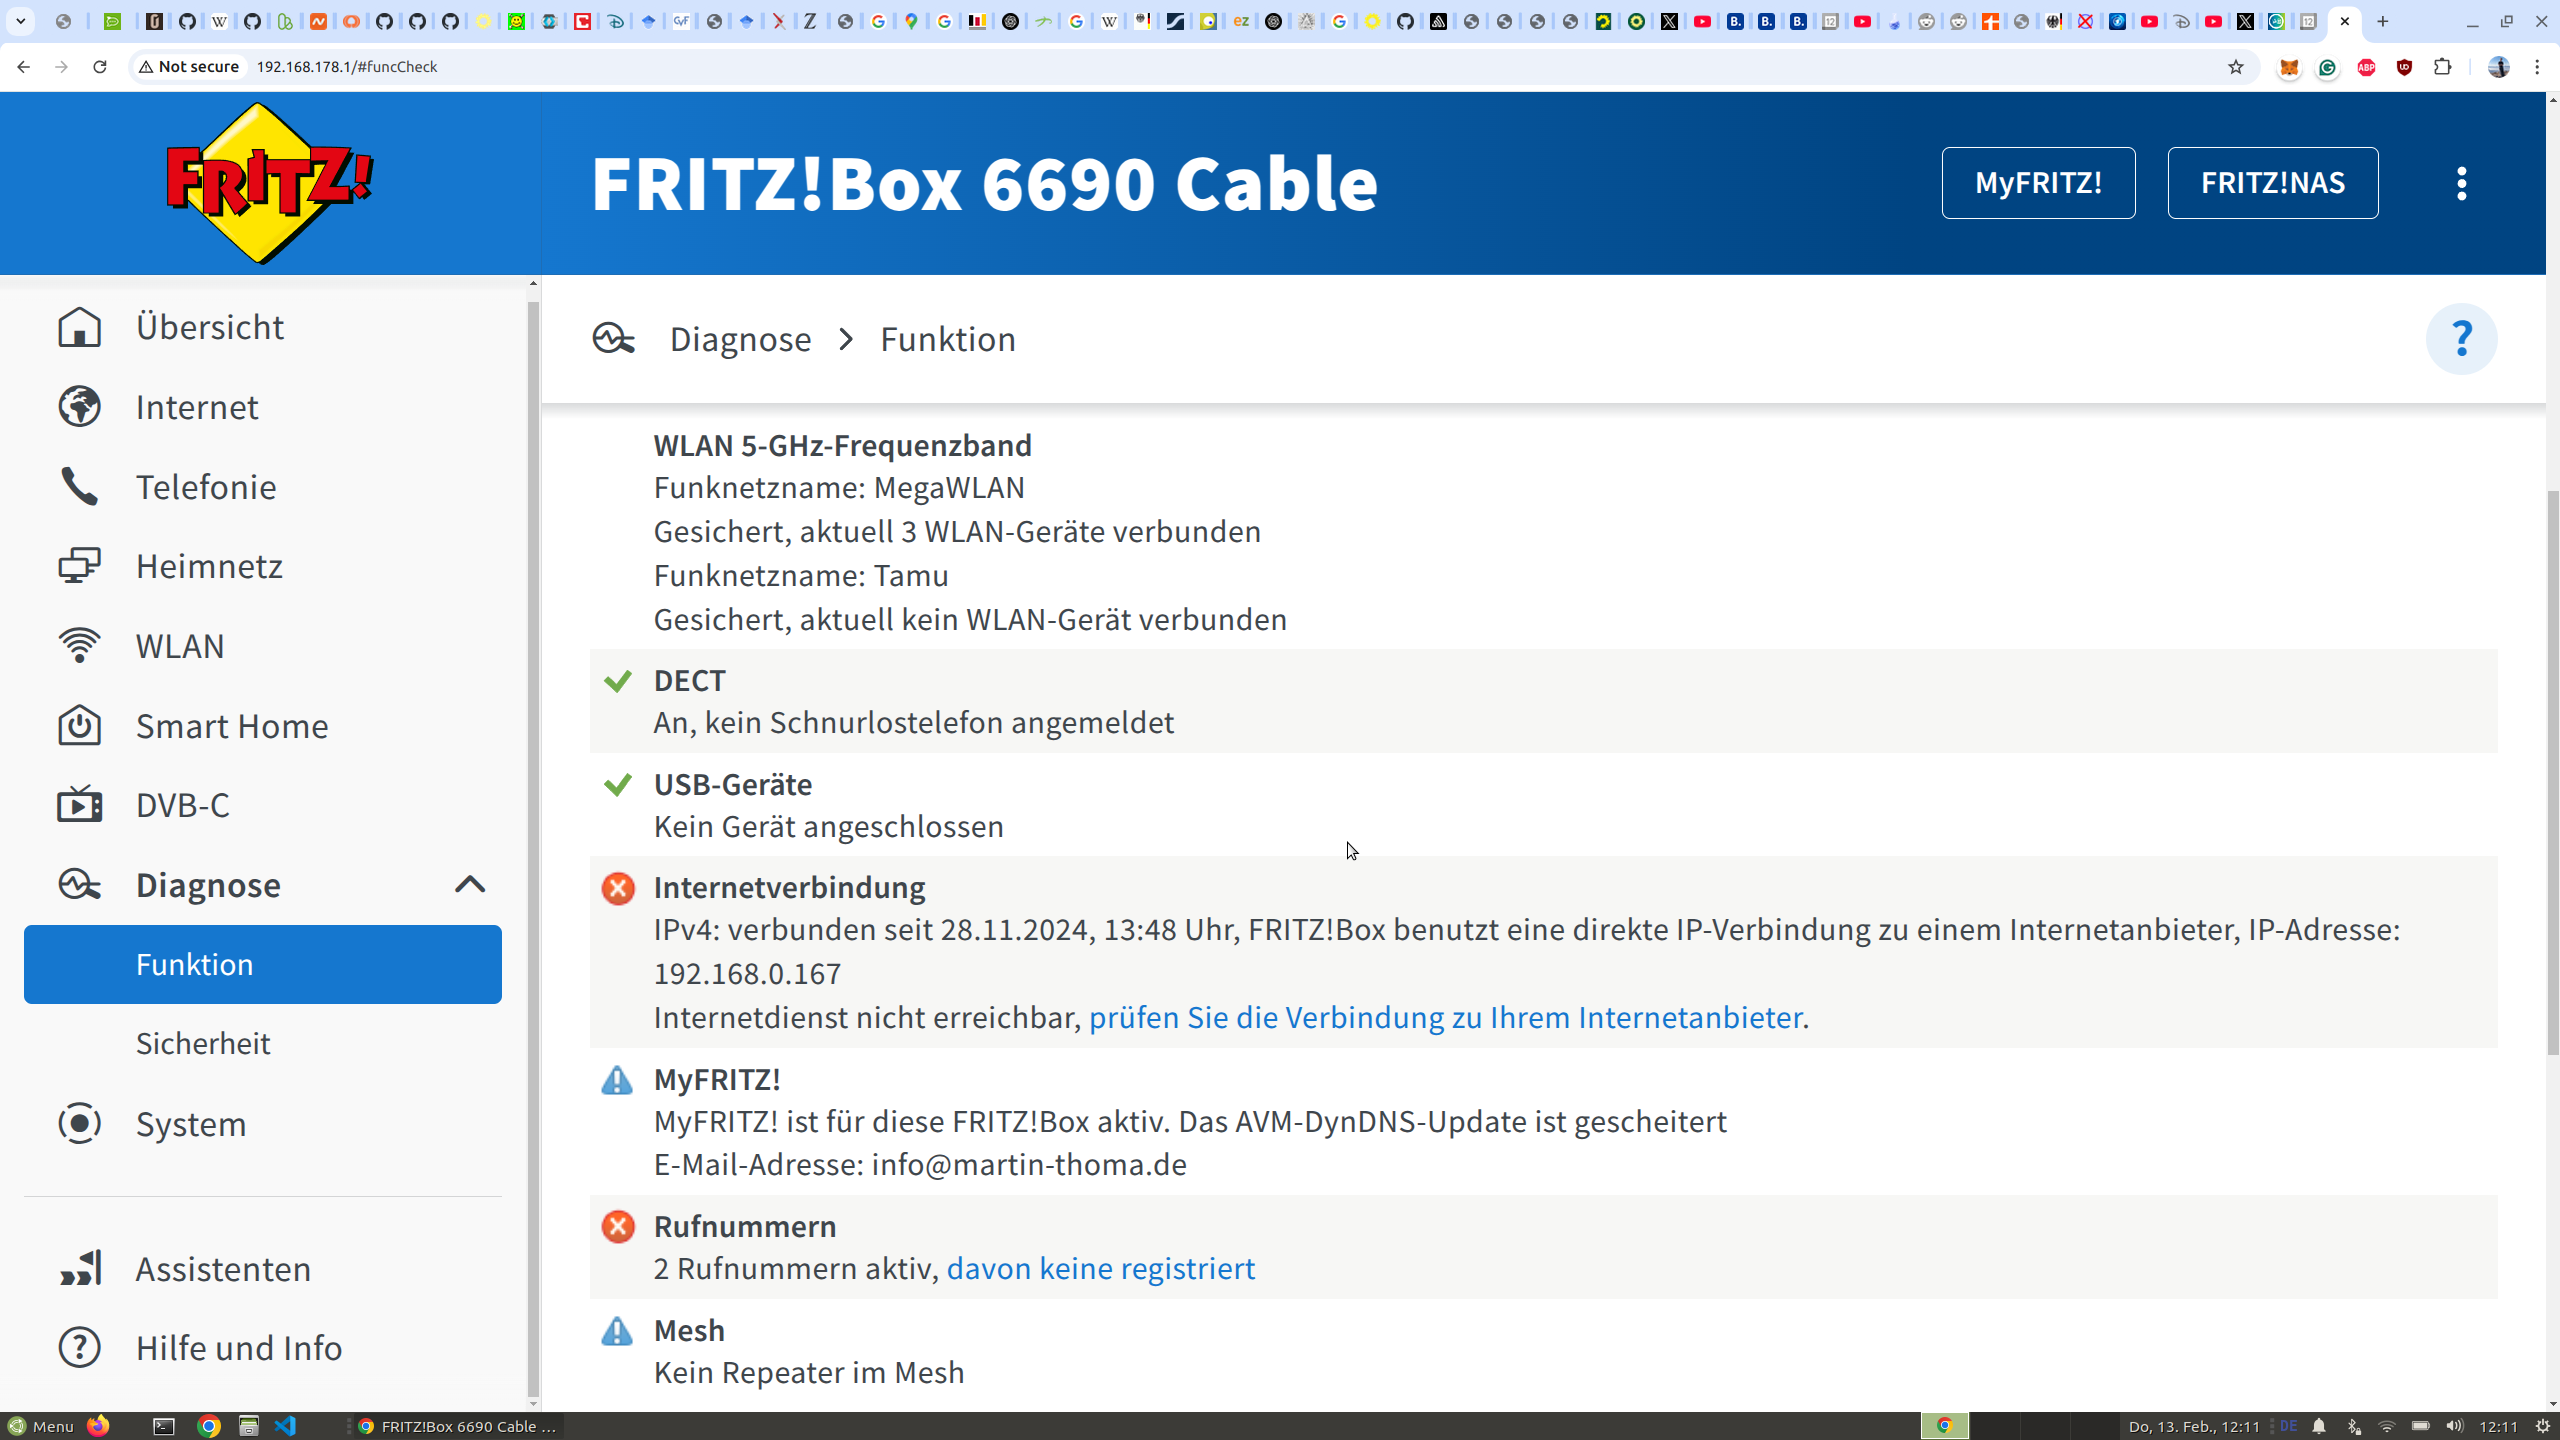 Not secure
192.168.178.1/#funcCheck
FRITZ!
FRITZ!Box 6690 Cable
MyFRITZ!
FRITZ!NAS
Übersicht
Internet
Telefonie
Heimnetz
WLAN
Smart Home
DVB-C
Diagnose
Funktion
Sicherheit
System
Assistenten
Hilfe und Info
Diagnose
Funktion
?
WLAN 5-GHz-Frequenzband
Funknetzname: MegaWLAN
Gesichert, aktuell 3 WLAN-Geräte verbunden
Funknetzname: Tamu
Gesichert, aktuell kein WLAN-Gerät verbunden
DECT
An, kein Schnurlostelefon angemeldet
USB-Geräte
Kein Gerät angeschlossen
Internetverbindung
IPv4: verbunden seit 28.11.2024, 13:48 Uhr, FRITZ!Box benutzt eine direkte IP-Verbindung zu einem Internetanbieter, IP-Adresse:
192.168.0.167
Internetdienst nicht erreichbar, prüfen Sie die Verbindung zu Ihrem Internetanbieter.
MyFRITZ!
MyFRITZ! ist für diese FRITZ!Box aktiv. Das AVM-DynDNS-Update ist gescheitert
E-Mail-Adresse: info@martin-thoma.de
Rufnummern
2 Rufnummern aktiv, davon keine registriert
Mesh
Kein Repeater im Mesh
Menu
FRITZ!Box 6690 Cable ...
Do, 13. Feb., 12:11
DE
12:11